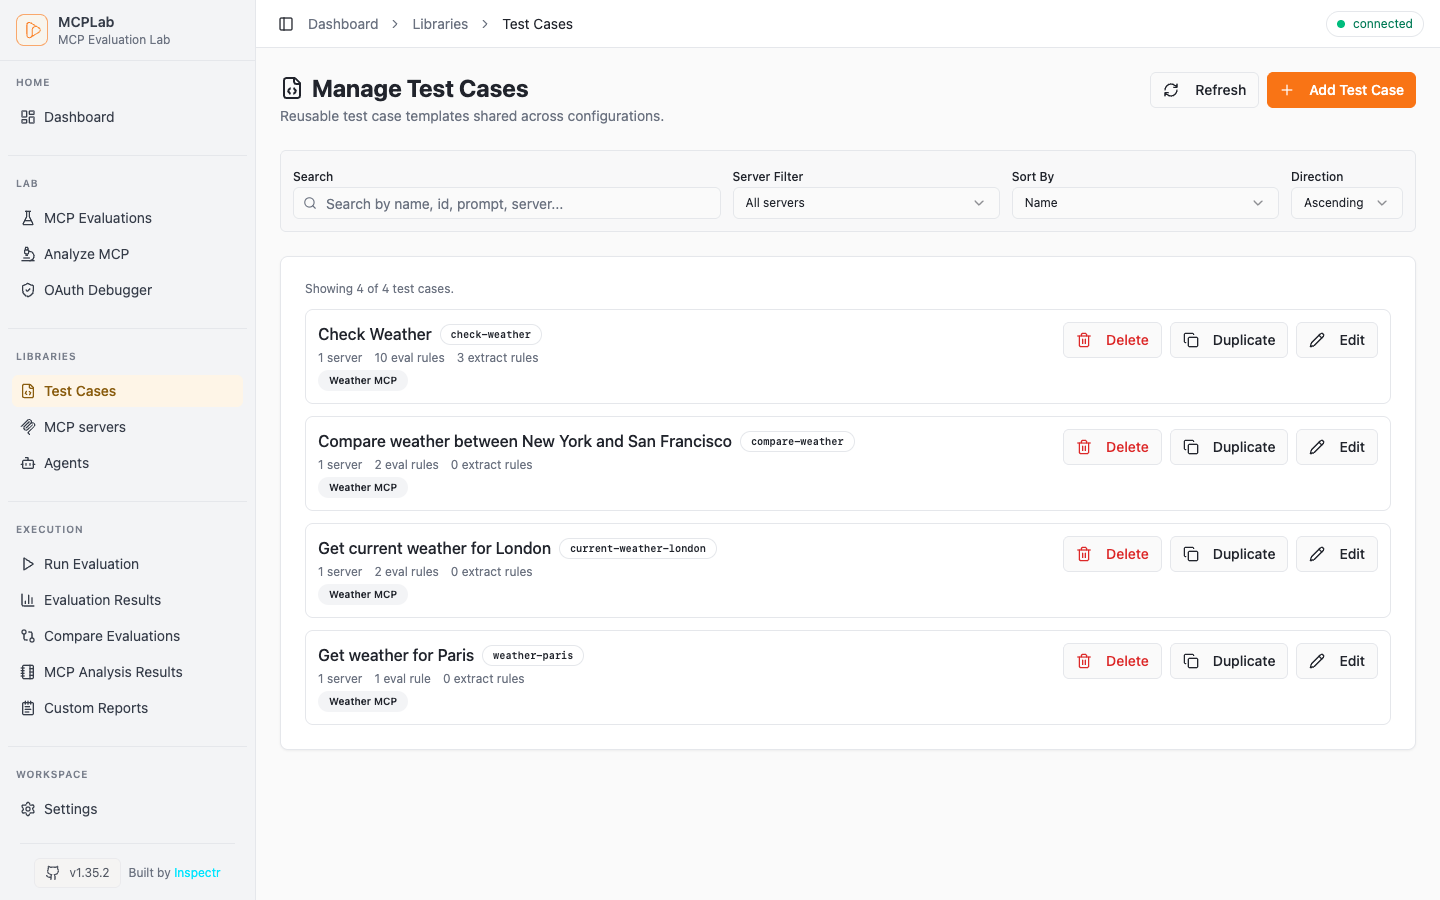 MCPLab
MCP Evaluation Lab
HOME
Dashboard
LAB
MCP Evaluations
Analyze MCP
OAuth Debugger
LIBRARIES
Test Cases
MCP servers
Agents
EXECUTION
Run Evaluation
Evaluation Results
Compare Evaluations
MCP Analysis Results
Custom Reports
WORKSPACE
Settings
v1.35.2 Built by Inspectr
Dashboard > Libraries > Test Cases
connected
Manage Test Cases
Reusable test case templates shared across configurations.
Refresh
Add Test Case
Search
Search by name, id, prompt, server...
Server Filter
All servers
Sort By
Name
Direction
Ascending
Showing 4 of 4 test cases.
Check Weather check-weather
1 server 10 eval rules 3 extract rules
Weather MCP
Delete Duplicate Edit
Compare weather between New York and San Francisco compare-weather
1 server 2 eval rules 0 extract rules
Weather MCP
Delete Duplicate Edit
Get current weather for London current-weather-london
1 server 2 eval rules 0 extract rules
Weather MCP
Delete Duplicate Edit
Get weather for Paris weather-paris
1 server 1 eval rule 0 extract rules
Weather MCP
Delete Duplicate Edit